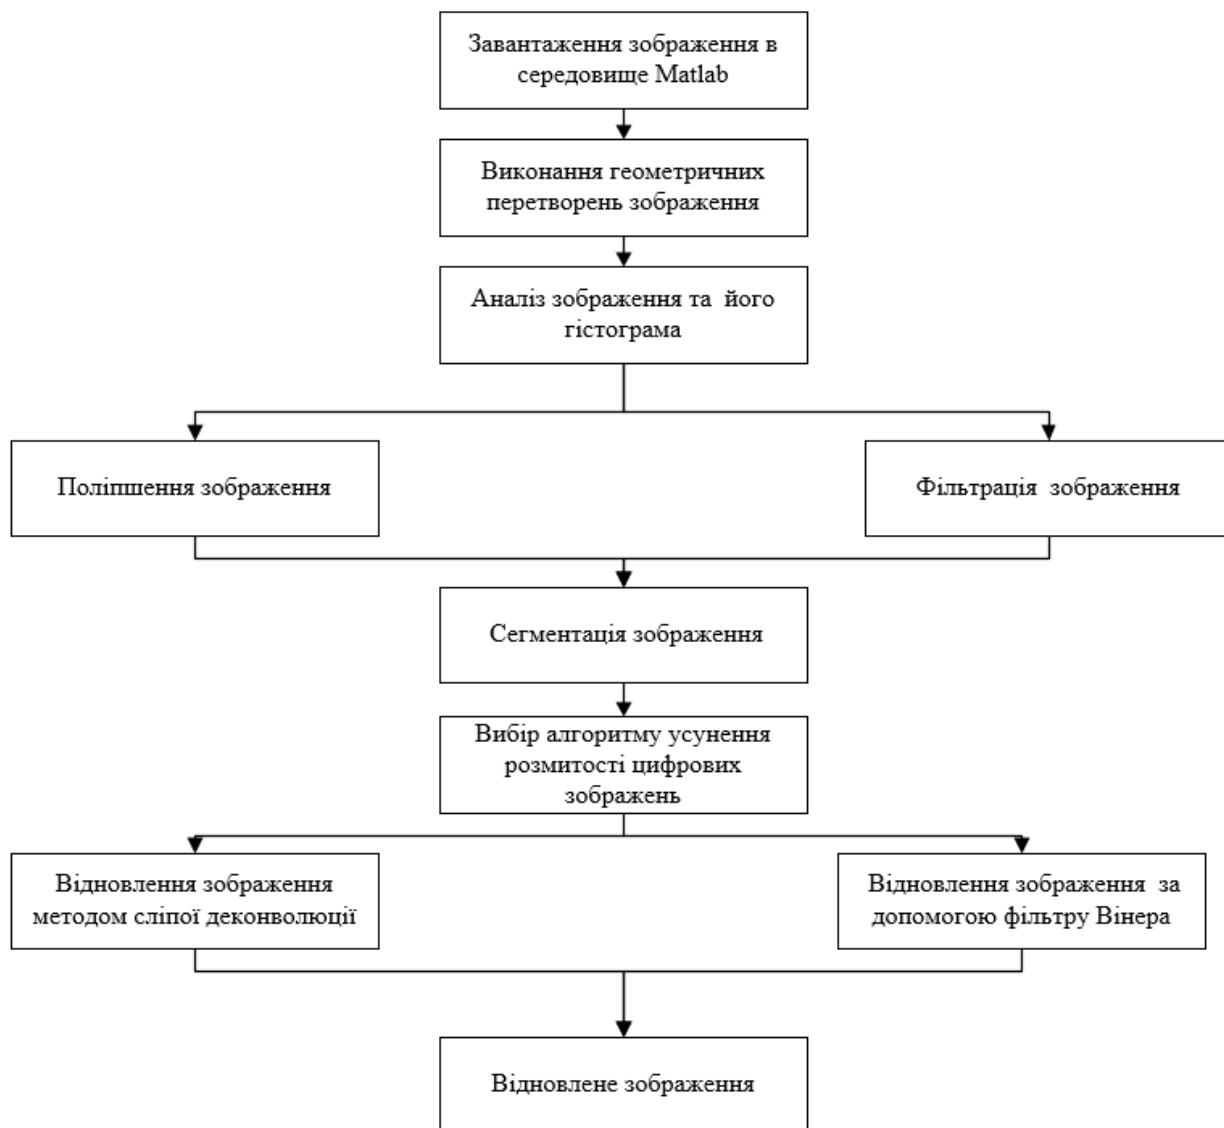 Завантаження зображення в
середовище Matlab
Виконання геометричних
перетворень зображення
Аналіз зображення та його
гістограма
Поліпшення зображення
Фільтрація зображення
Сегментація зображення
Вибір алгоритму усунення
розмитості цифрових
зображень
Відновлення зображення
методом сліпої деконволюції
Відновлення зображення за
допомогою фільтру Вінера
Відновлене зображення